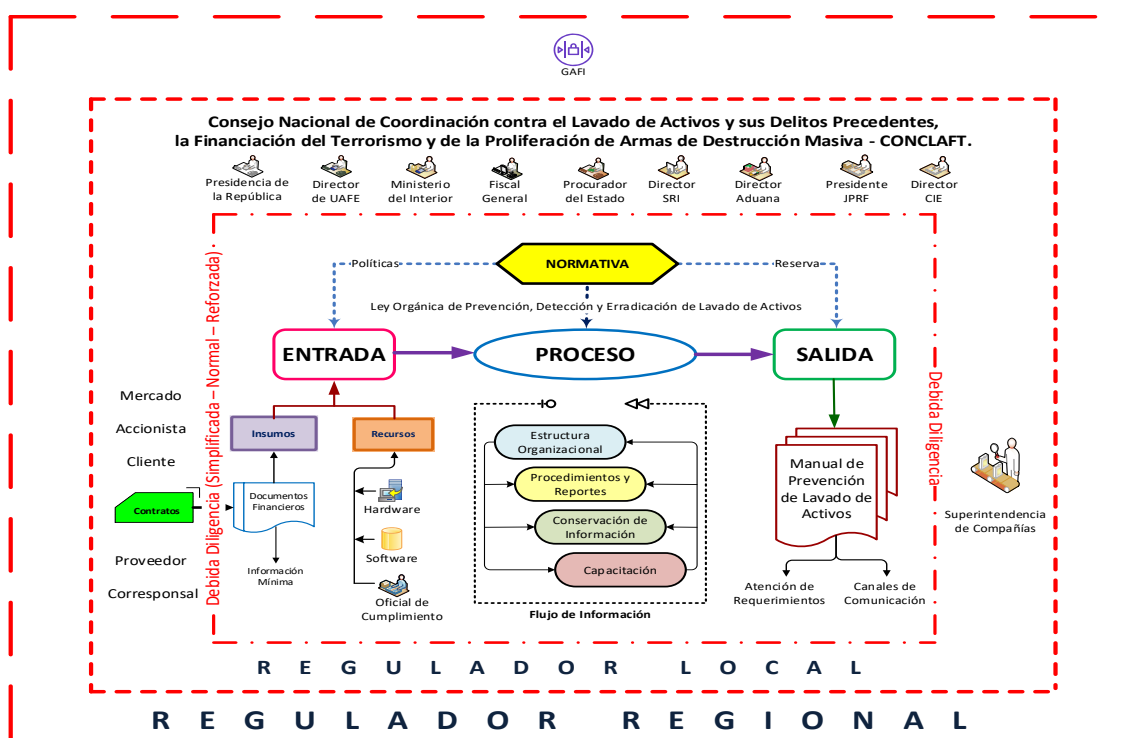 GAFI
Consejo Nacional de Coordinación contra el Lavado de Activos y sus Delitos Precedentes,
la Financiación del Terrorismo y de la Proliferación de Armas de Destrucción Masiva - CONCLAFT.
Presidencia de
la República
Director
de UAFE
Ministerio
del Interior
Fiscal
General
Procurador
del Estado
Director
SRI
Director
Aduana
Presidente
JPRF
Director
CIE
Políticas
NORMATIVA
Reserva
Ley Orgánica de Prevención, Detección y Erradicación de Lavado de Activos
ENTRADA
PROCESO
SALIDA
Debida Diligencia (Simplificada – Normal – Reforzada)
Mercado
Accionista
Cliente
Contratos
Proveedor
Corresponsal
Insumos
Recursos
Documentos
Financieros
Información
Mínima
Hardware
Software
Oficial de
Cumplimiento
Estructura
Organizacional
Procedimientos y
Reportes
Conservación de
Información
Capacitación
Flujo de Información
Manual de
Prevención
de Lavado de
Activos
Atención de
Requerimientos
Canales de
Comunicación
Debida Diligencia
Superintendencia
de Compañías
REGULADOR LOCAL
REGULADOR REGIONAL